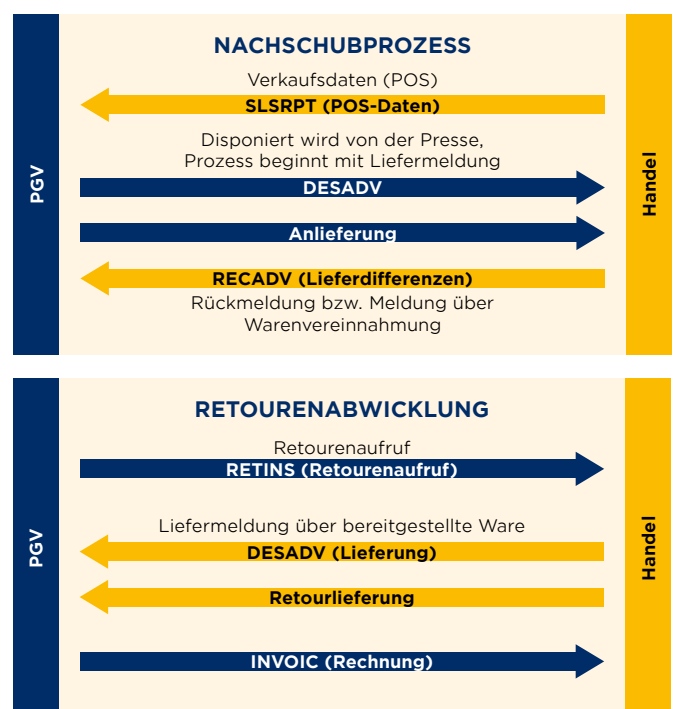 NACHSCHUBPROZESS
Verkaufsdaten (POS)
SLSRPT (POS-Daten)
Disponiert wird von der Presse,
Prozess beginnt mit Liefermeldung
DESADV
Anlieferung
RECADV (Lieferdifferenzen)
Rückmeldung bzw. Meldung über
Warenvereinnahmung
PGV
Handel
RETOURENABWICKLUNG
Retourenaufruf
RETINS (Retourenaufruf)
Liefermeldung über bereitgestellte Ware
DESADV (Lieferung)
Retourlieferung
INVOIC (Rechnung)
PGV
Handel